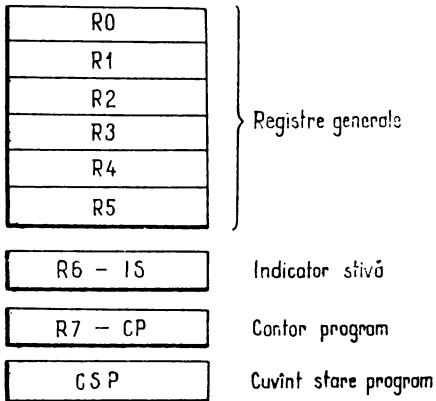 R0
R1
R2
R3
R4
R5
Registre generale
R6 - IS
Indicator stivă
R7 - CP
Contor program
CSP
Cuvînt stare program